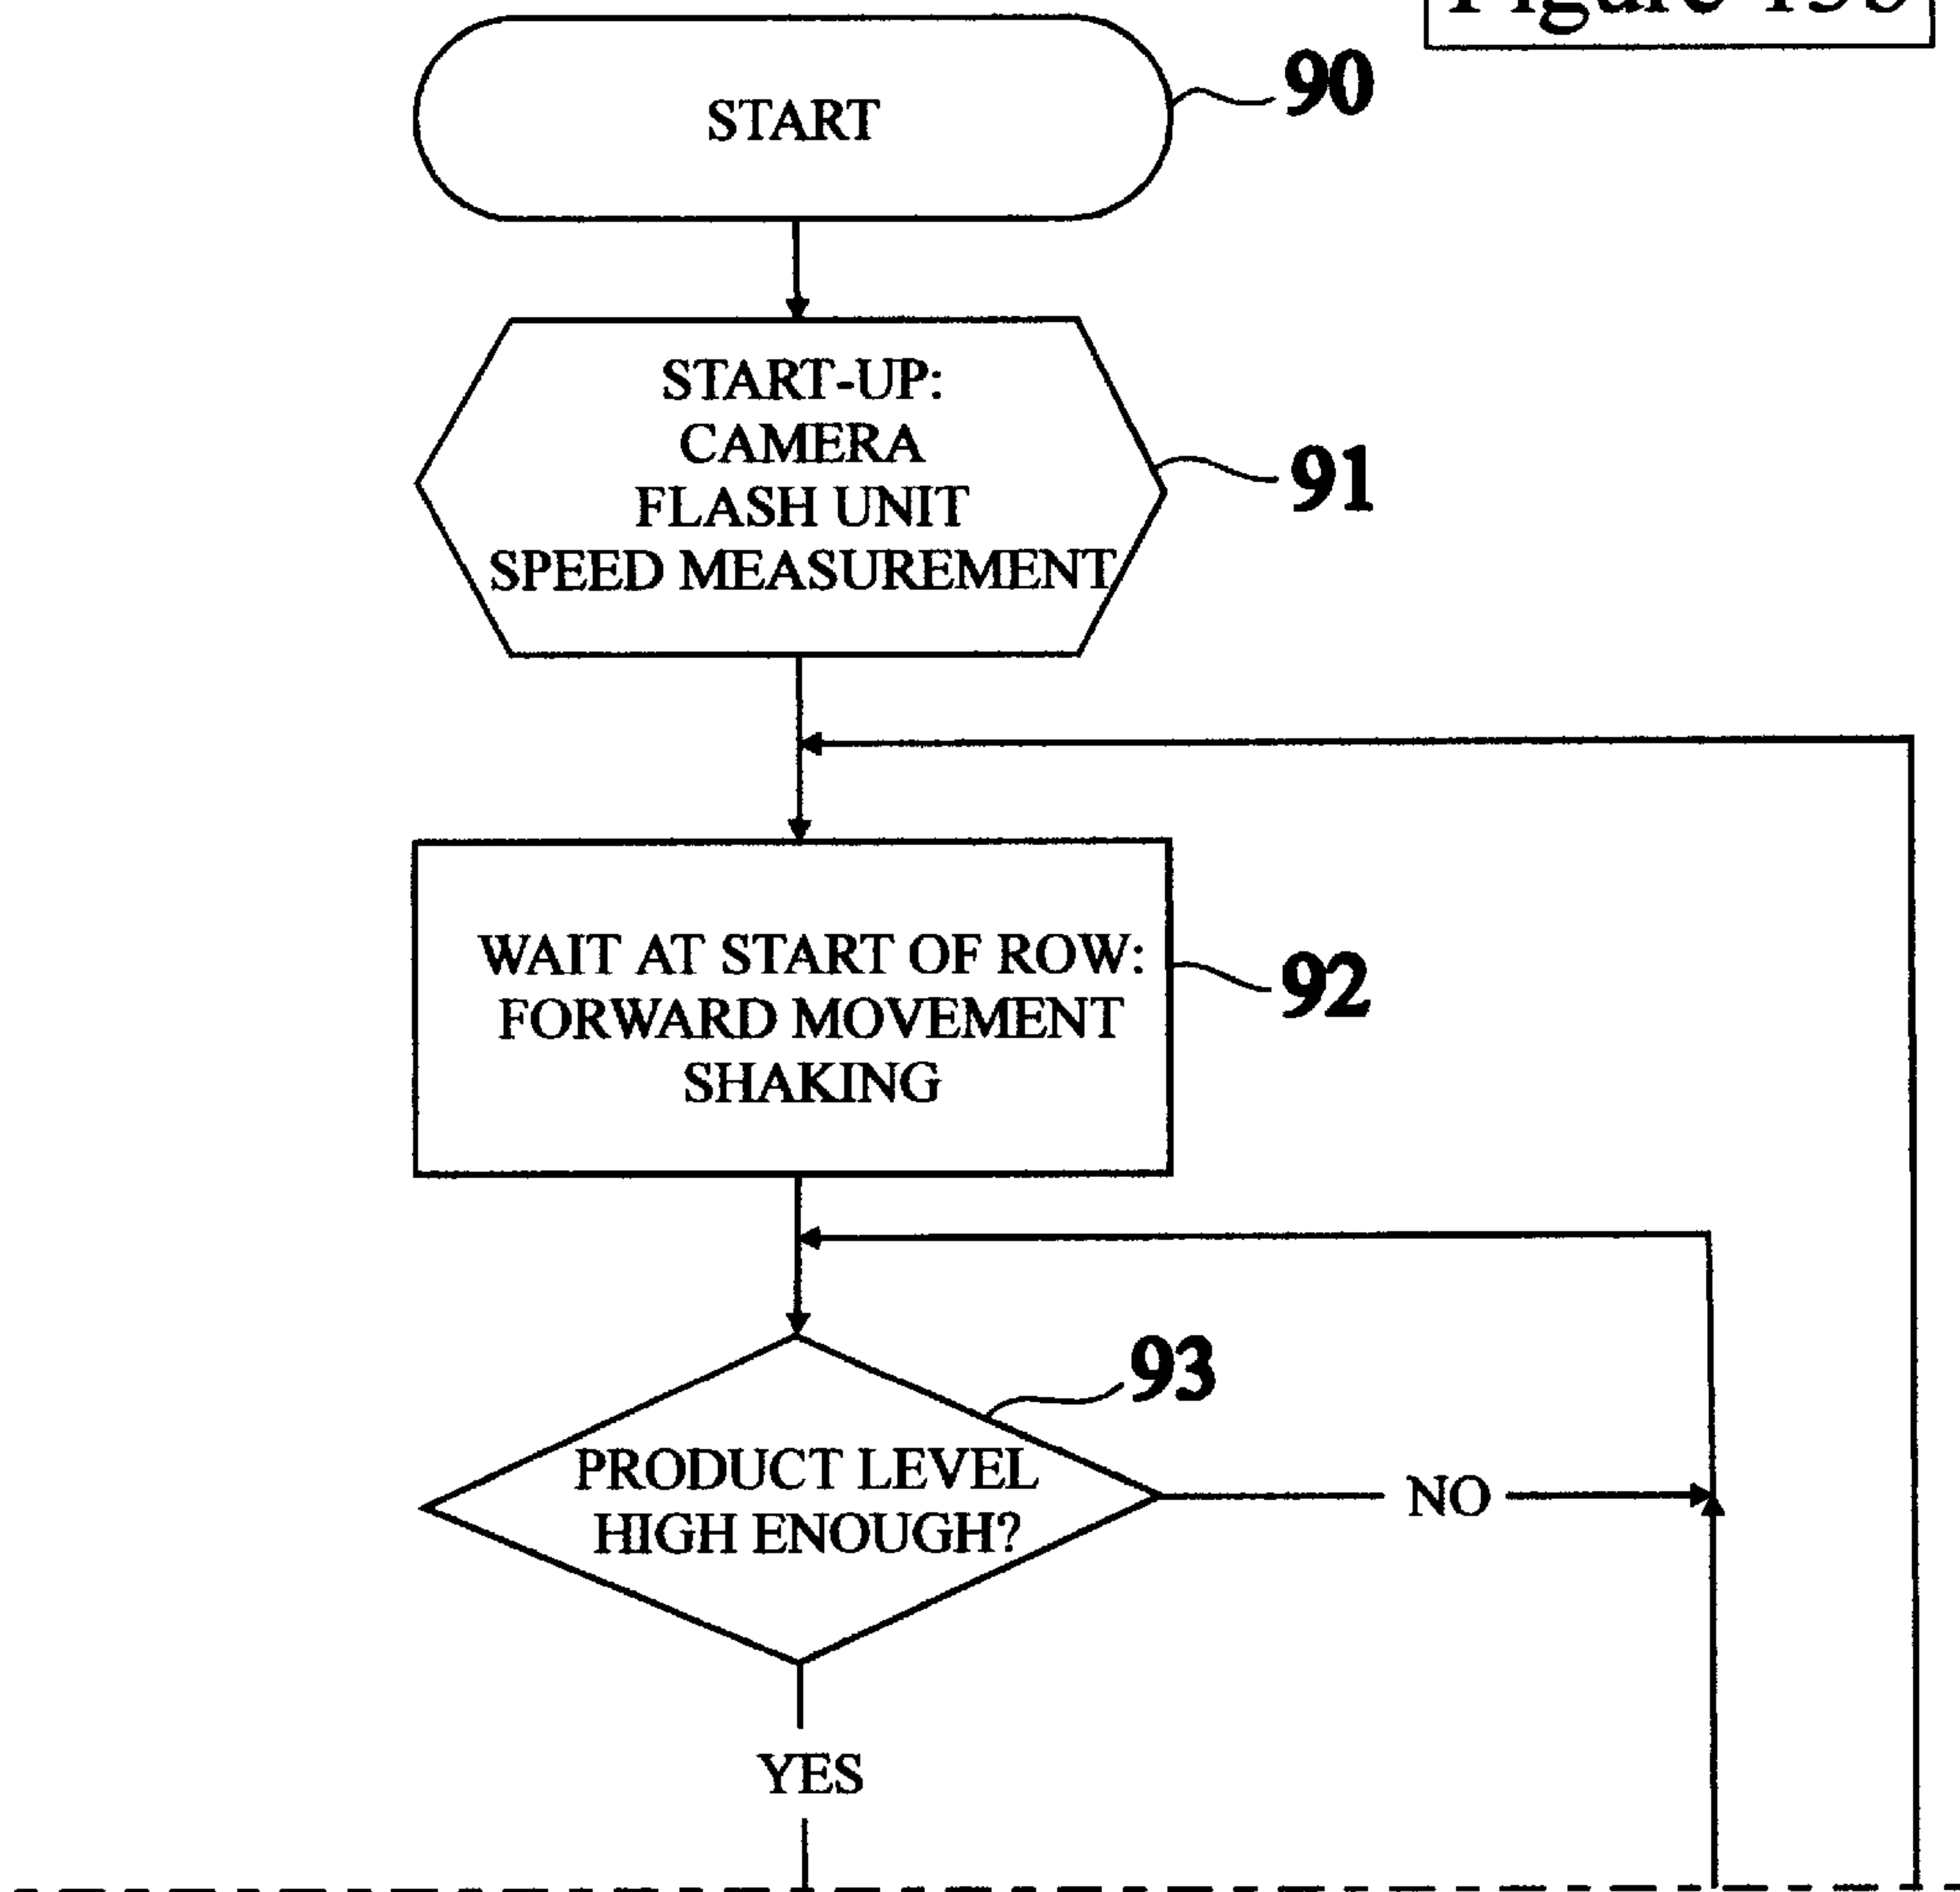 START
90
START-UP:
CAMERA
FLASH UNIT
SPEED MEASUREMENT
91
WAIT AT START OF ROW:
FORWARD MOVEMENT
SHAKING
92
93
PRODUCT LEVEL
HIGH ENOUGH?
NO
YES